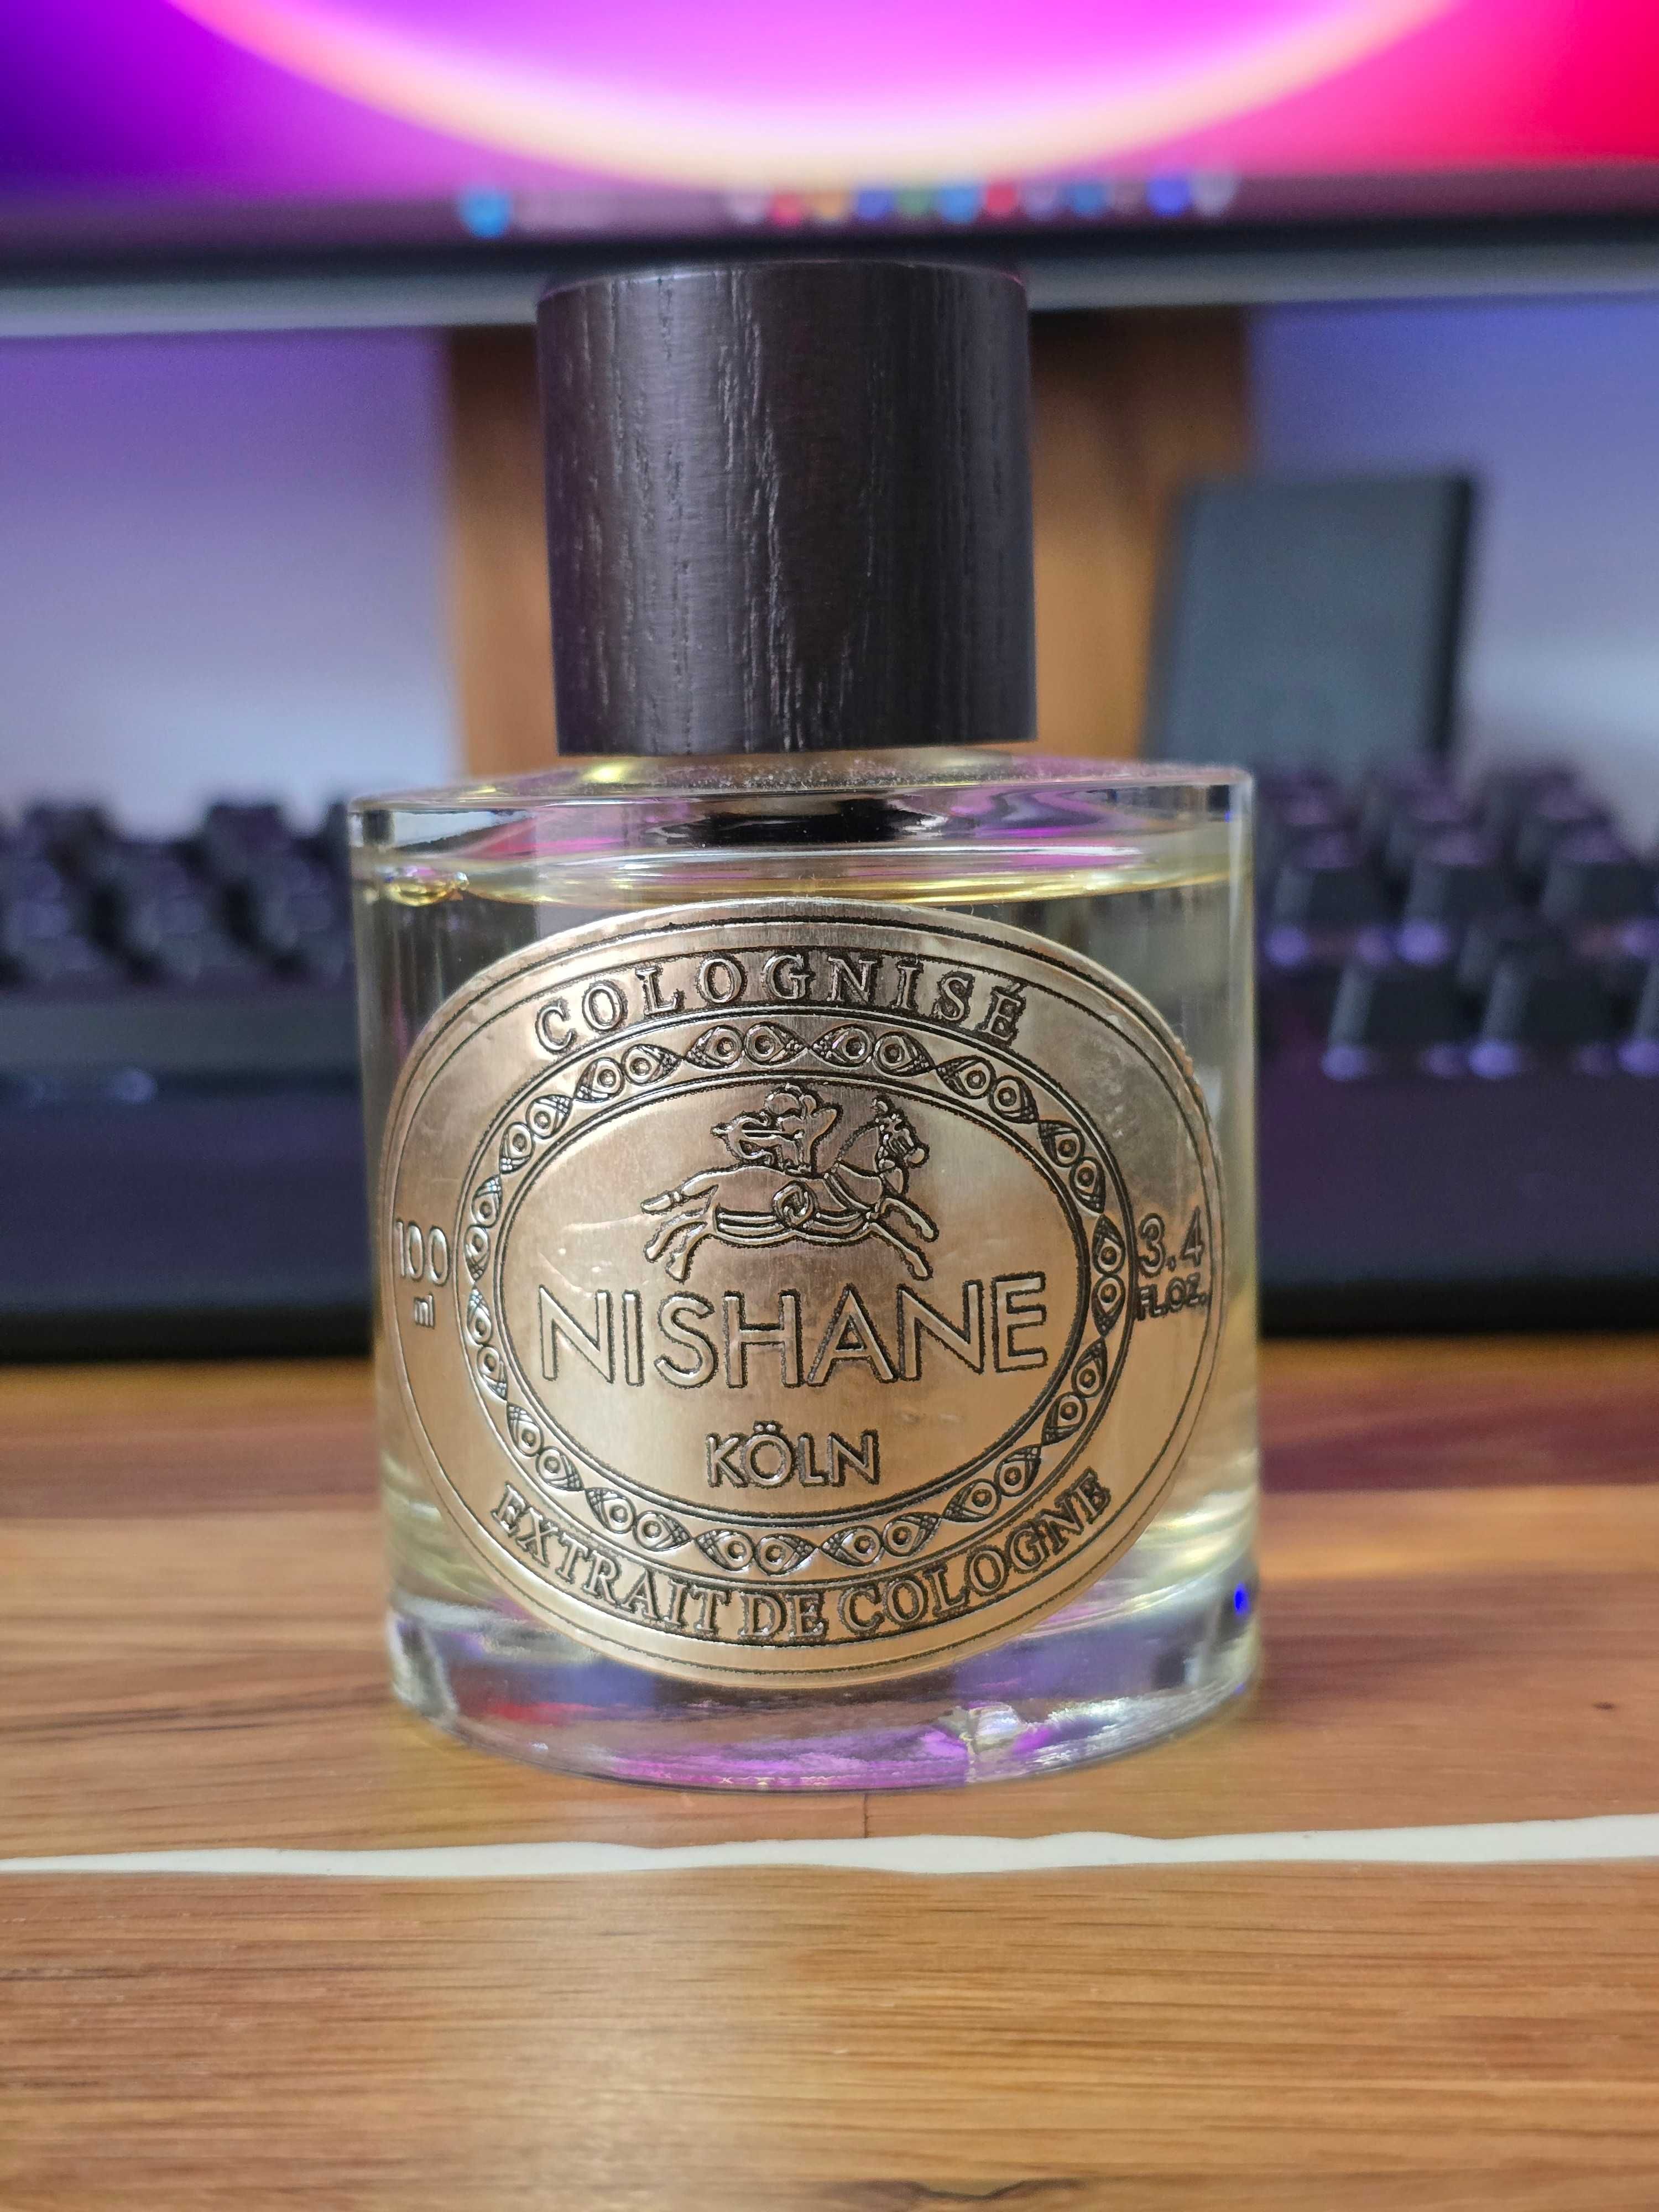 COLOGNISÉ
100
ml
3.4
FL.OZ.
NISHANE
KÖLN
EXTRAIT DE COLOGNE